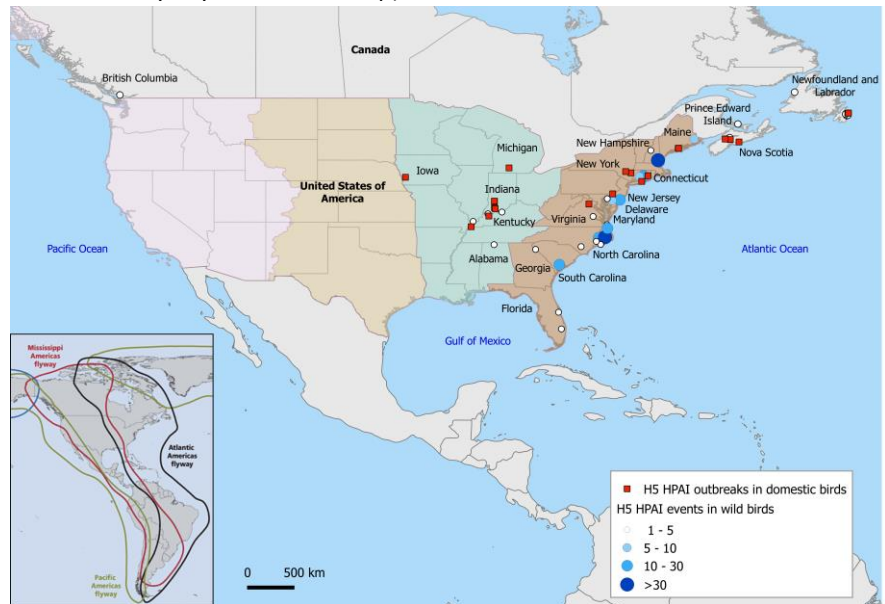 Canada
British Columbia
Newfoundland and
Labrador
Prince Edward
Island
Maine
Nova Scotia
New Hampshire
Michigan
New York
Iowa
Connecticut
Indiana
United States of
America
New Jersey
Delaware
Kentucky
Virginia
Maryland
Pacific Ocean
Atlantic Ocean
North Carolina
Alabama
Georgia
South Carolina
Florida
Gulf of Mexico
Mississippi
Americas
flyway
Atlantic
Americas
flyway
Pacific
Americas
flyway
0 500 km
H5 HPAI outbreaks in domestic birds
H5 HPAI events in wild birds
1 - 5
5 - 10
10 - 30
>30